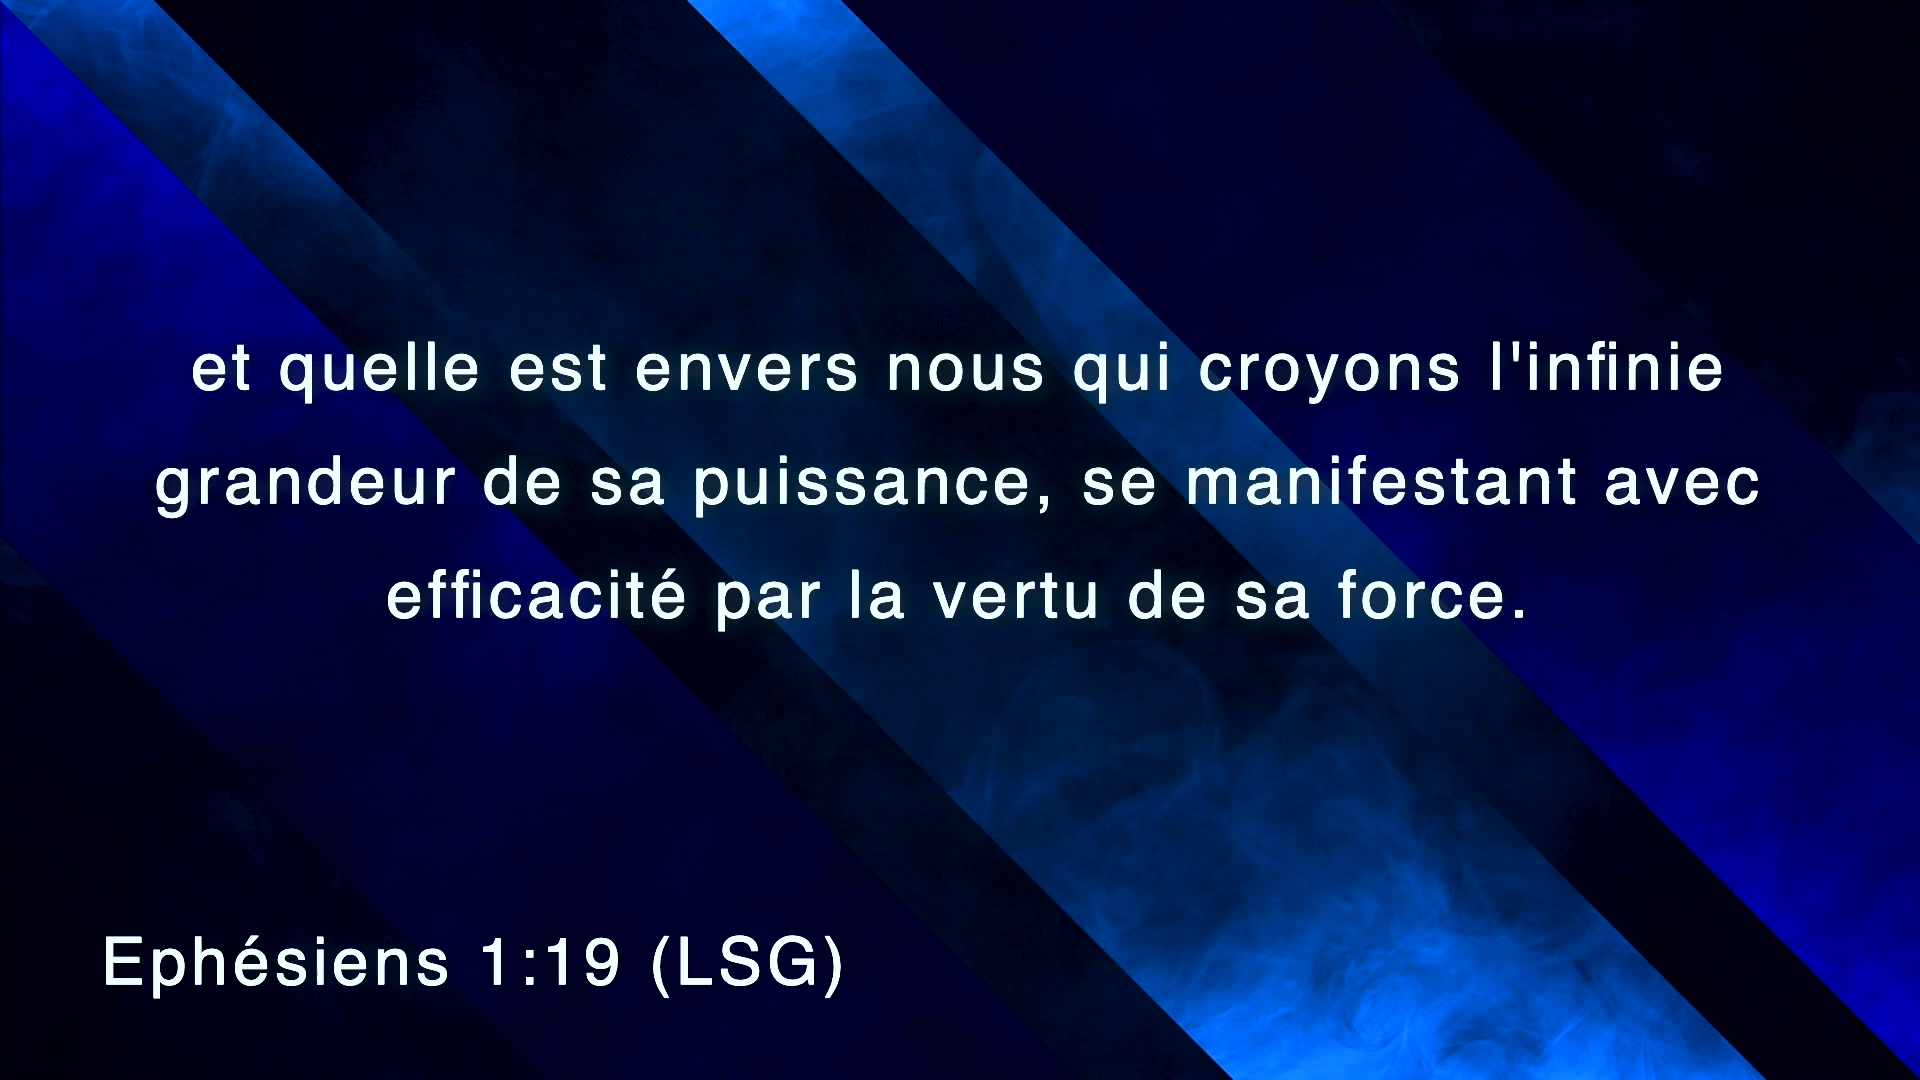 et quelle est envers nous qui croyons l'infinie
grandeur de sa puissance, se manifestant avec
efficacité par la vertu de sa force.
Ephésiens 1:19 (LSG)